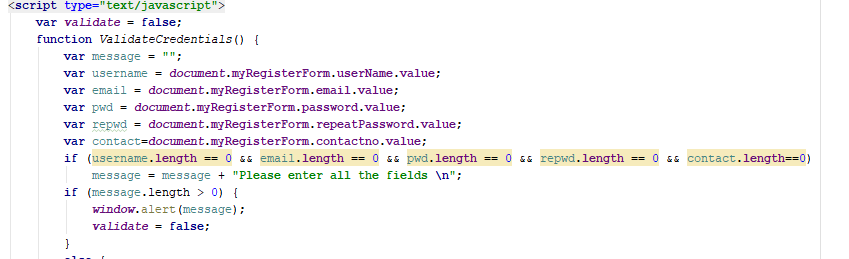 <script type="text/javascript">
var validate = false;
function ValidateCredentials() {
var message = "";
var username = document.myRegisterForm.userName.value;
var email = document.myRegisterForm.email.value;
var pwd = document.myRegisterForm.password.value;
var repwd = document.myRegisterForm.repeatPassword.value;
var contact=document.myRegisterForm.contactno.value;
if (username.length == 0 && email.length == 0 && pwd.length == 0 && repwd.length == 0 && contact.length==0)
message = message + "Please enter all the fields \n";
if (message.length > 0) {
window.alert(message);
validate = false;
}
else {